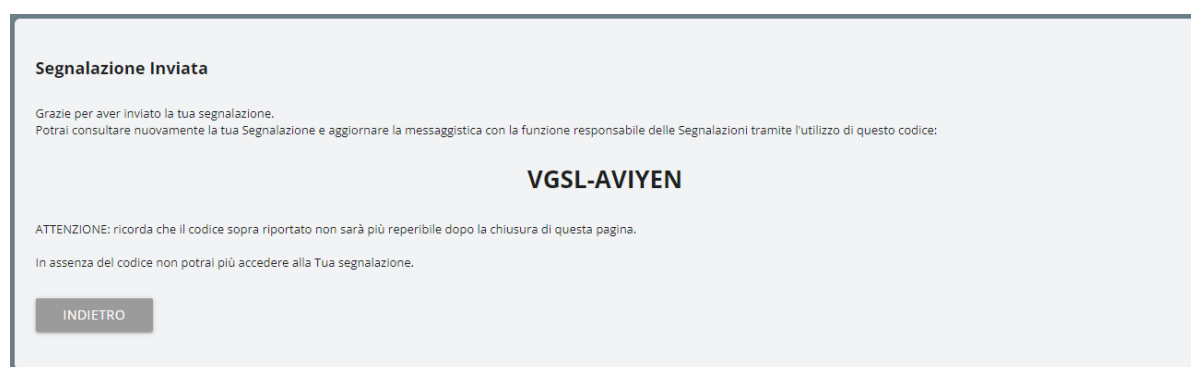 Segnalazione Inviata
Grazie per aver inviato la tua segnalazione.
Potrai consultare nuovamente la tua Segnalazione e aggiornare la messaggistica con la funzione responsabile delle Segnalazioni tramite l'utilizzo di questo codice:
VGSL-AVIYEN
ATTENZIONE: ricorda che il codice sopra riportato non sarà più reperibile dopo la chiusura di questa pagina.
In assenza del codice non potrai più accedere alla Tua segnalazione.
INDIETRO